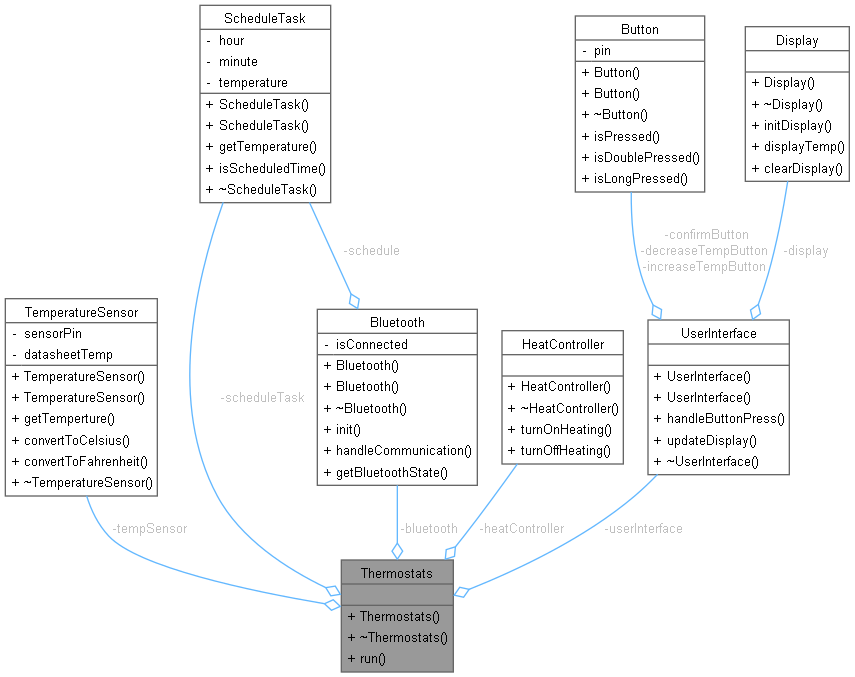 ScheduleTask
- hour
- minute
- temperature
+ ScheduleTask()
+ ScheduleTask()
+ getTemperature()
+ isScheduledTime()
+ ~ScheduleTask()
Button
- pin
+ Button()
+ Button()
+ ~Button()
+ isPressed()
+ isDoublePressed()
+ isLongPressed()
Display
+ Display()
+ ~Display()
+ initDisplay()
+ displayTemp()
+ clearDisplay()
-schedule
-confirmButton
-decreaseTempButton
-increaseTempButton
-display
TemperatureSensor
- sensorPin
- datasheetTemp
+ TemperatureSensor()
+ TemperatureSensor()
+ getTemperture()
+ convertToCelsius()
+ convertToFahrenheit()
+ ~TemperatureSensor()
-scheduleTask
Bluetooth
- isConnected
+ Bluetooth()
+ Bluetooth()
+ ~Bluetooth()
+ init()
+ handleCommunication()
+ getBluetoothState()
HeatController
+ HeatController()
+ ~HeatController()
+ turnOnHeating()
+ turnOffHeating()
UserInterface
+ UserInterface()
+ UserInterface()
+ handleButtonPress()
+ updateDisplay()
+ ~UserInterface()
-tempSensor
-bluetooth
-heatController
-userInterface
Thermostats
+ Thermostats()
+ ~Thermostats()
+ run()